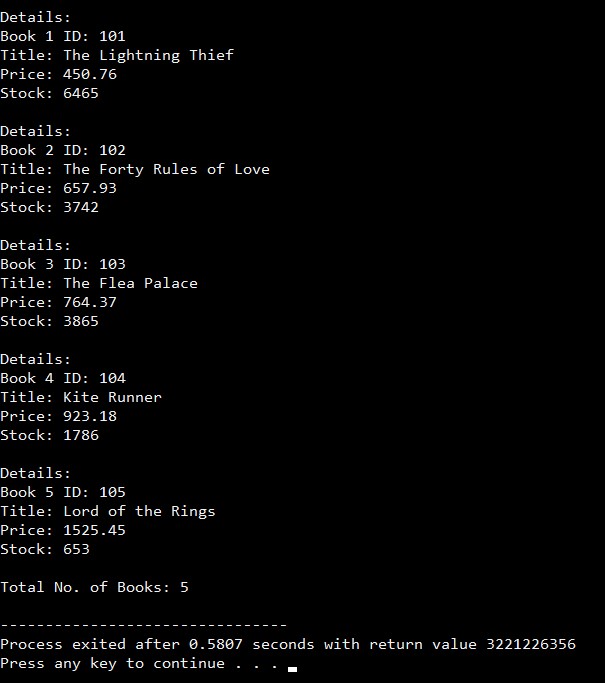 Details:
Book 1 ID: 101
Title: The Lightning Thief
Price: 450.76
Stock: 6465
Details:
Book 2 ID: 102
Title: The Forty Rules of Love
Price: 657.93
Stock: 3742
Details:
Book 3 ID: 103
Title: The Flea Palace
Price: 764.37
Stock: 3865
Details:
Book 4 ID: 104
Title: Kite Runner
Price: 923.18
Stock: 1786
Details:
Book 5 ID: 105
Title: Lord of the Rings
Price: 1525.45
Stock: 653
Total No. of Books: 5
--------------------------------
Process exited after 0.5807 seconds with return value 3221226356
Press any key to continue . . .